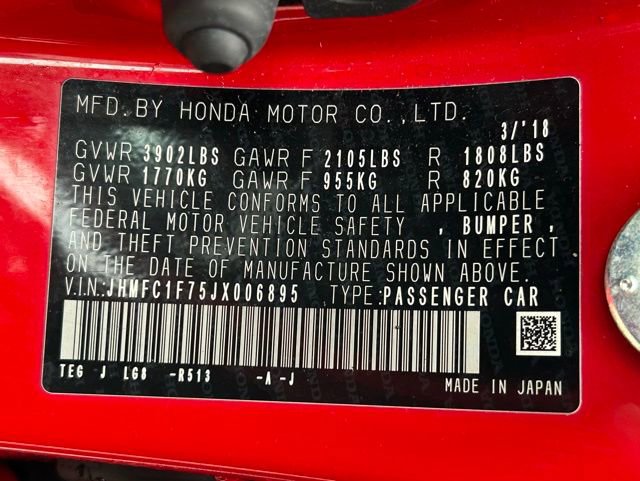 MFD. BY HONDA MOTOR CO., LTD.
3/'18
GVWR 3902LBS GAWR F 2105LBS R 1808LBS
GVWR 1770KG GAWR F 955KG R 820KG
THIS VEHICLE CONFORMS TO ALL APPLICABLE
FEDERAL MOTOR VEHICLE SAFETY , BUMPER ,
AND THEFT PREVENTION STANDARDS IN EFFECT
ON THE DATE OF MANUFACTURE SHOWN ABOVE.
V.I.N.:JHMFC1F75JX006895 TYPE:PASSENGER CAR
TEG J LG8 -R513 -A -J
MADE IN JAPAN